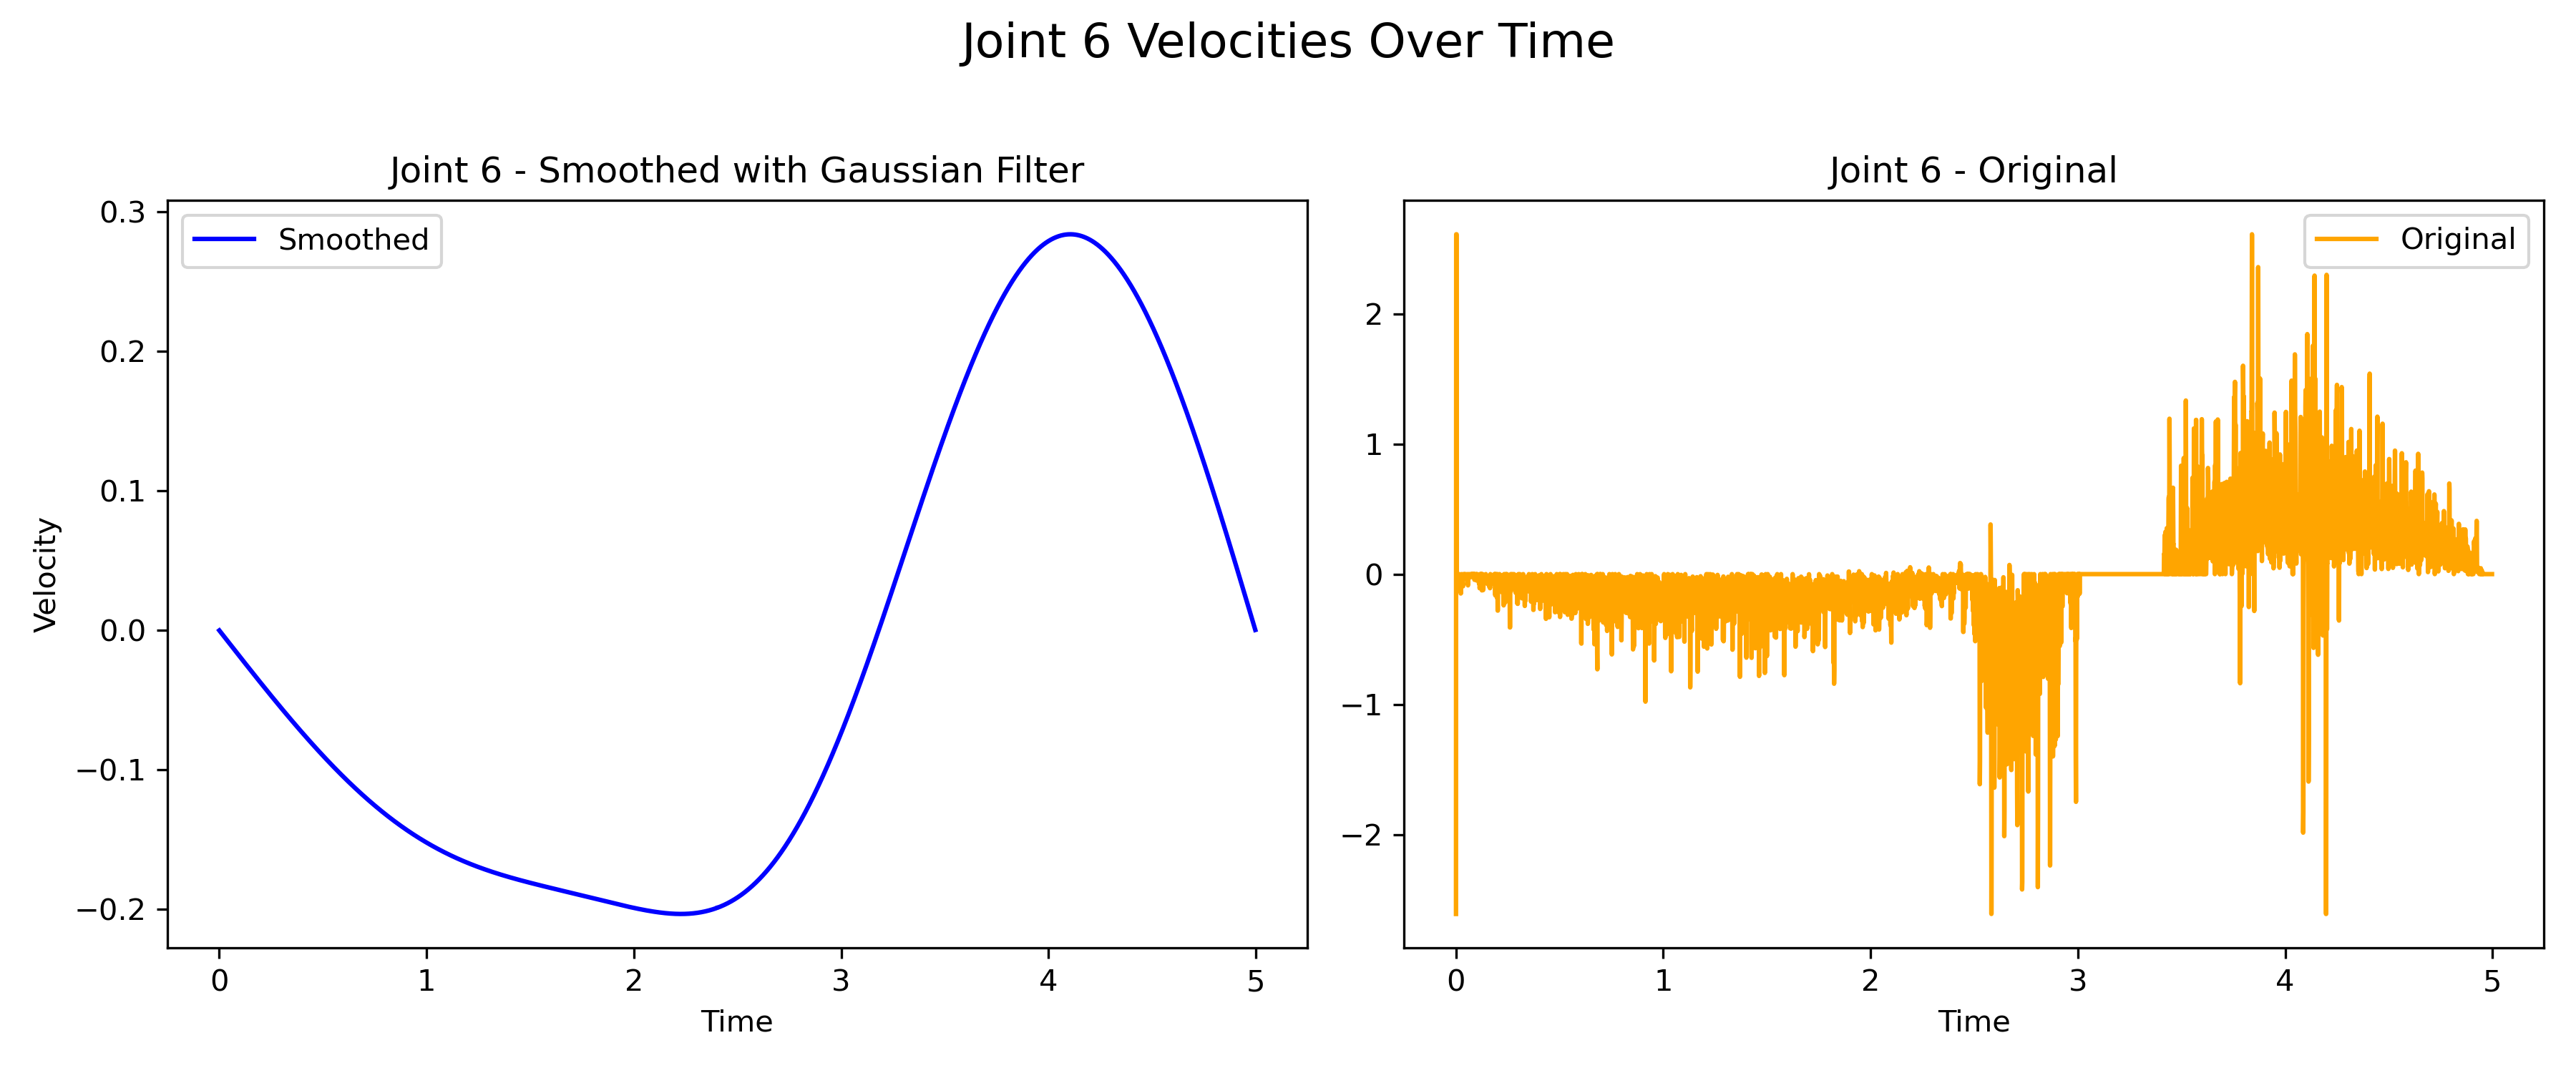 Joint 6 Velocities Over Time
Joint 6 - Smoothed with Gaussian Filter
Smoothed
0.3
0.2
0.1
0.0
−0.1
−0.2
Velocity
0 1 2 3 4 5
Time
Joint 6 - Original
Original
2
1
0
−1
−2
0 1 2 3 4 5
Time